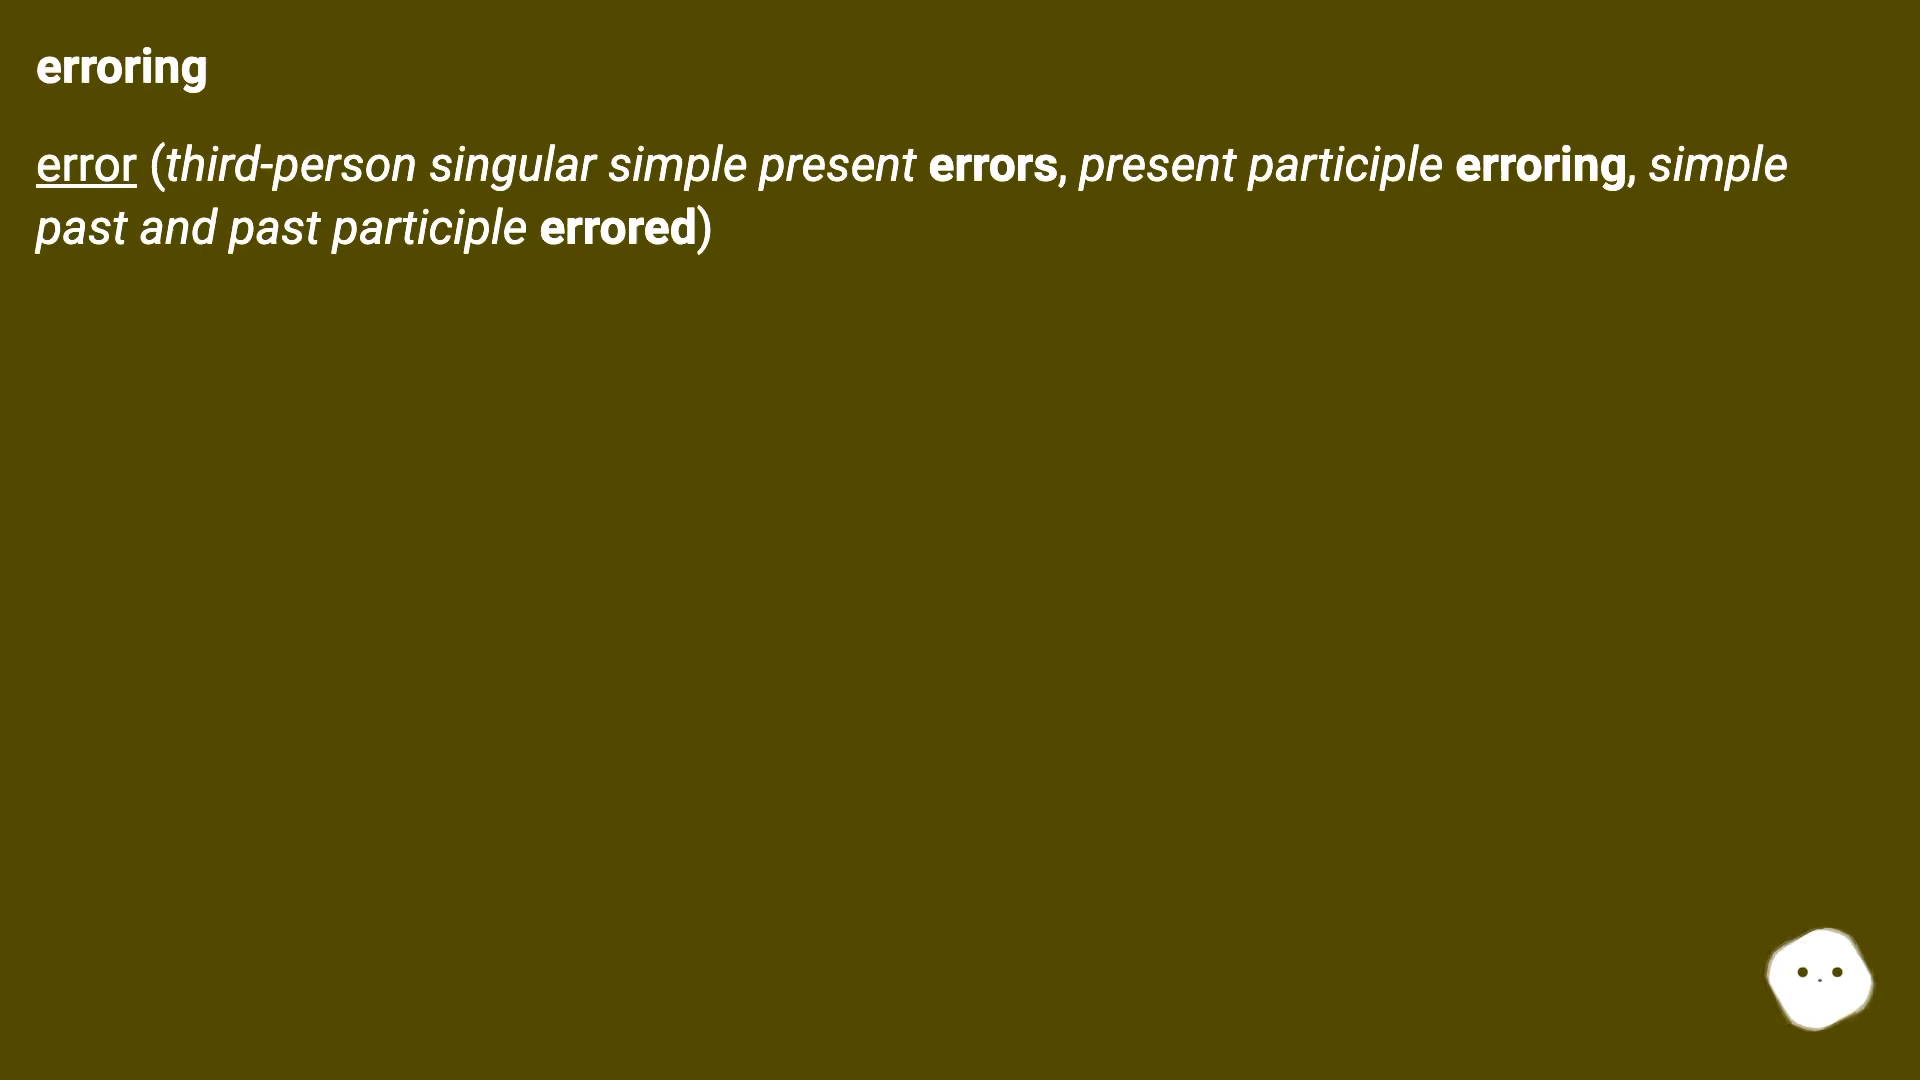 erroring
error (third-person singular simple present errors, present participle erroring, simple
past and past participle errored)